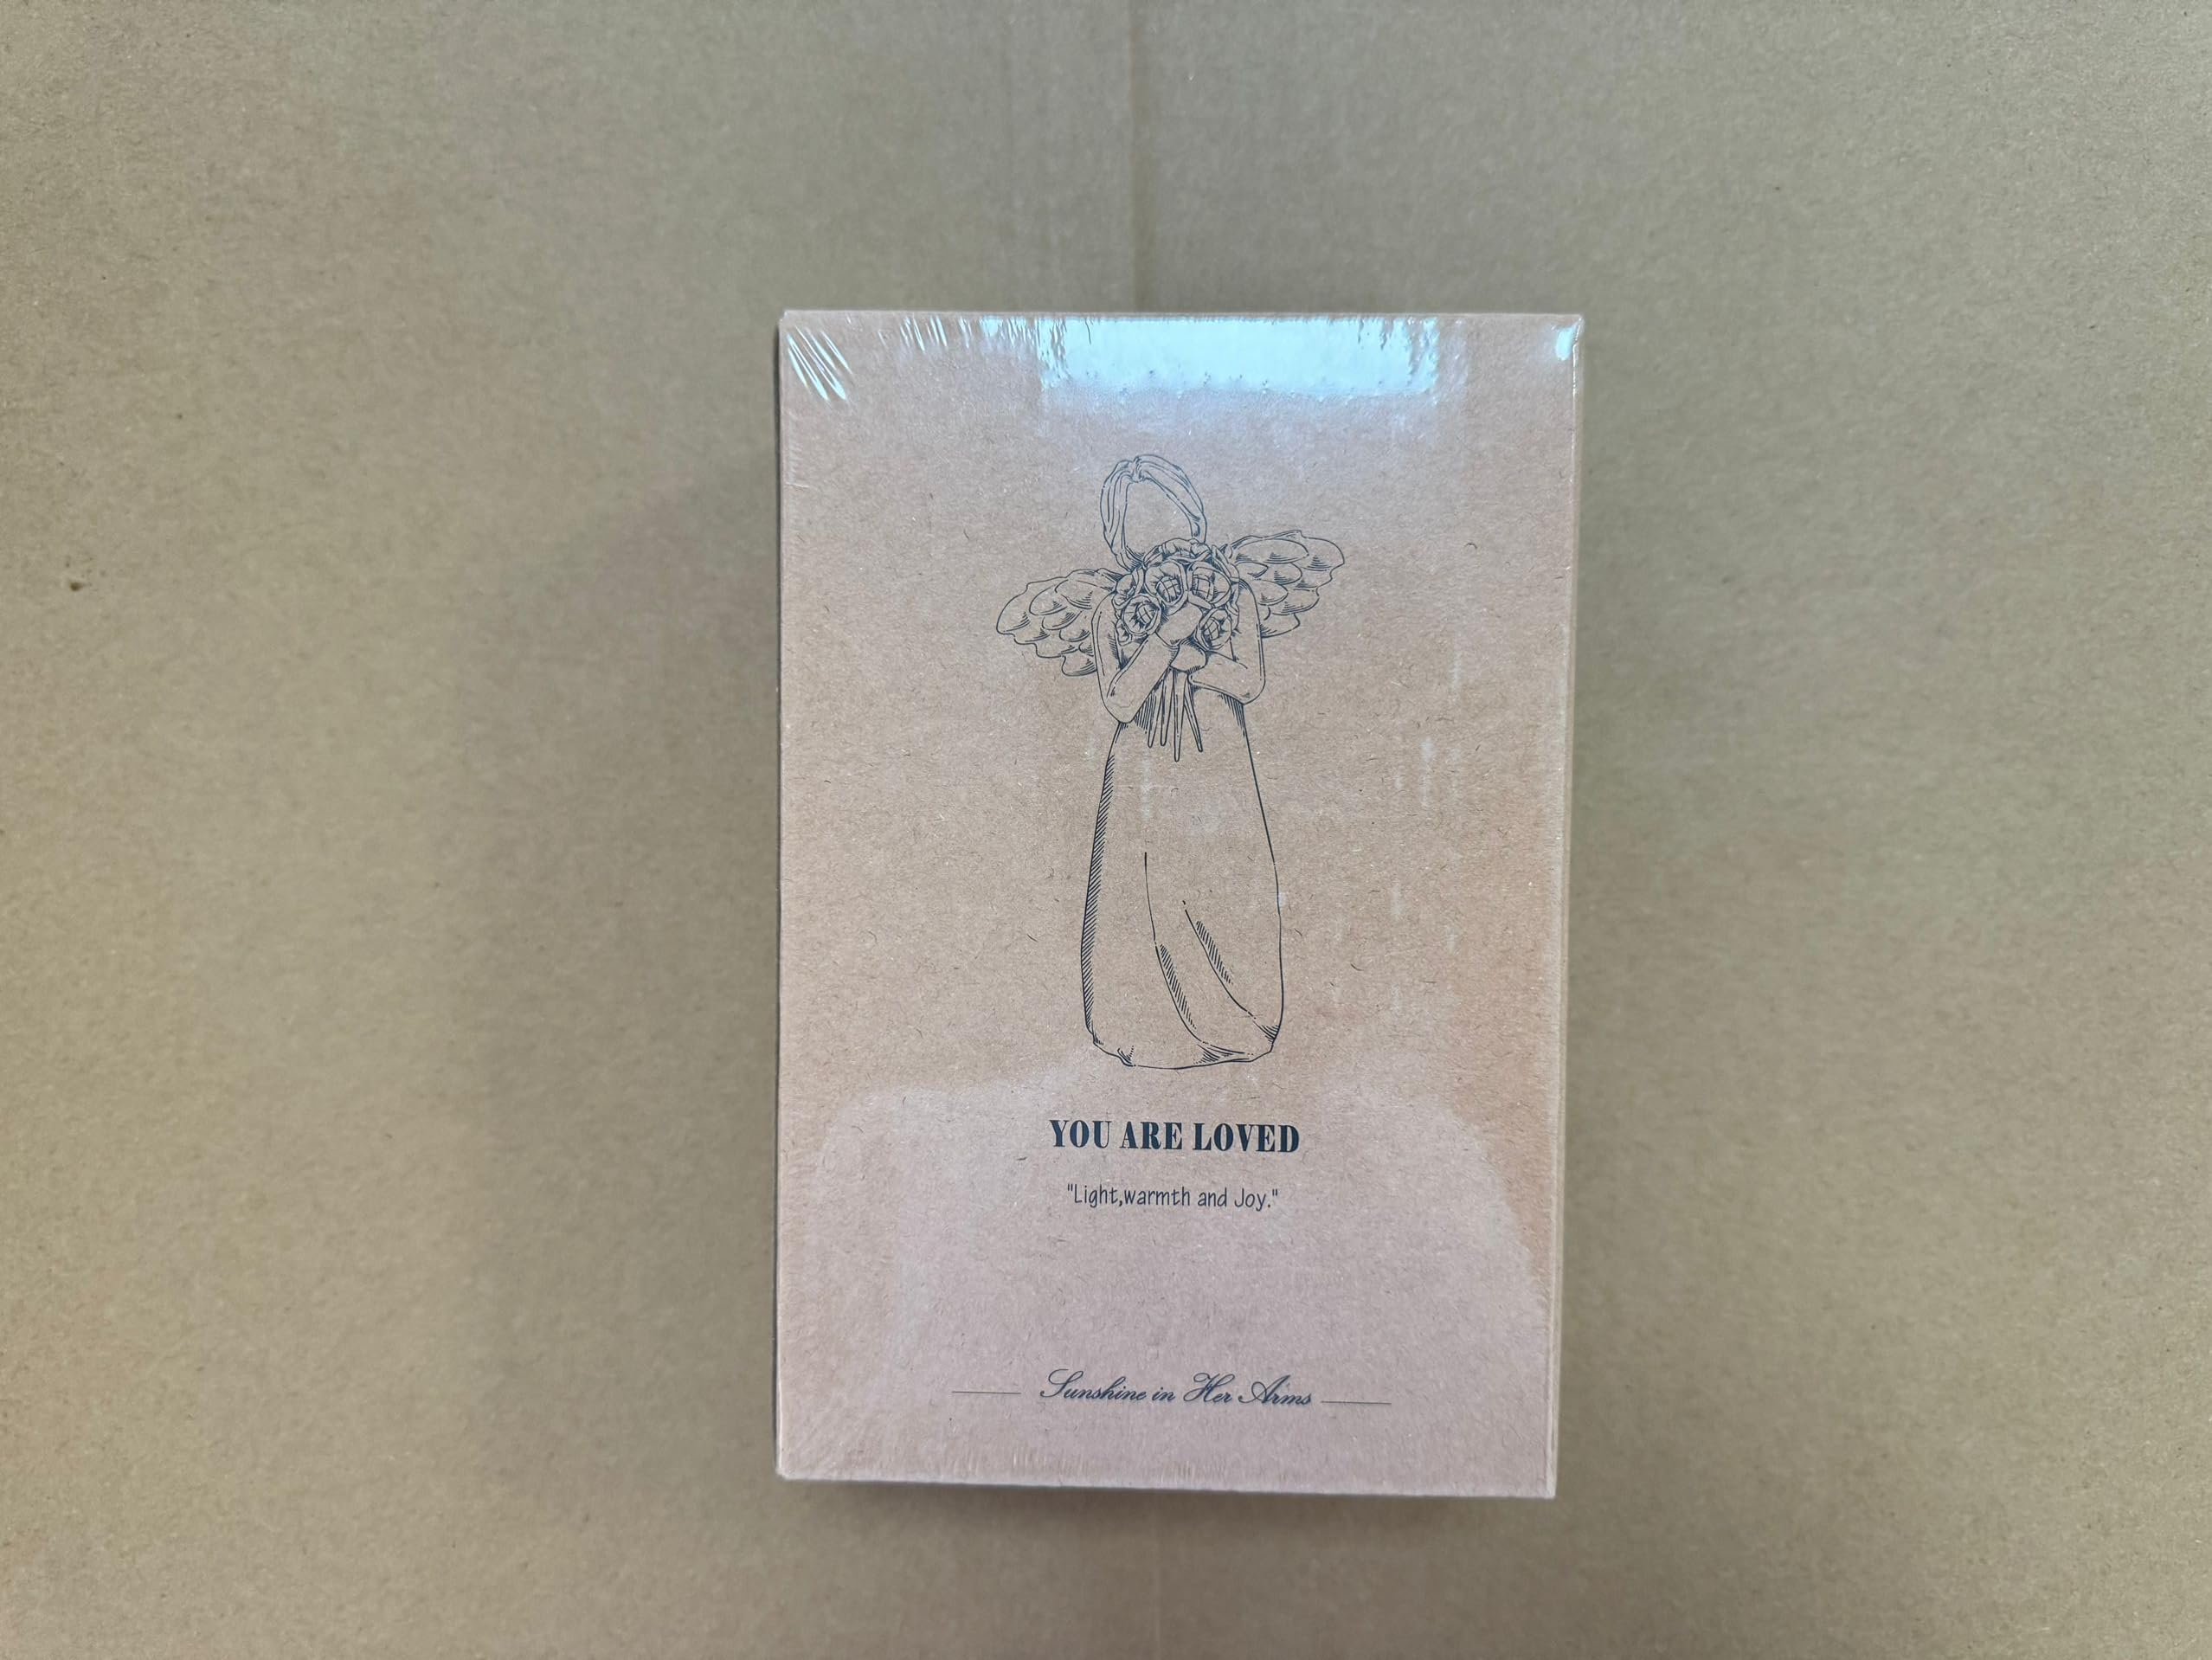 YOU ARE LOVED
"Light,warmth and Joy."
Sunshine in Her Arms